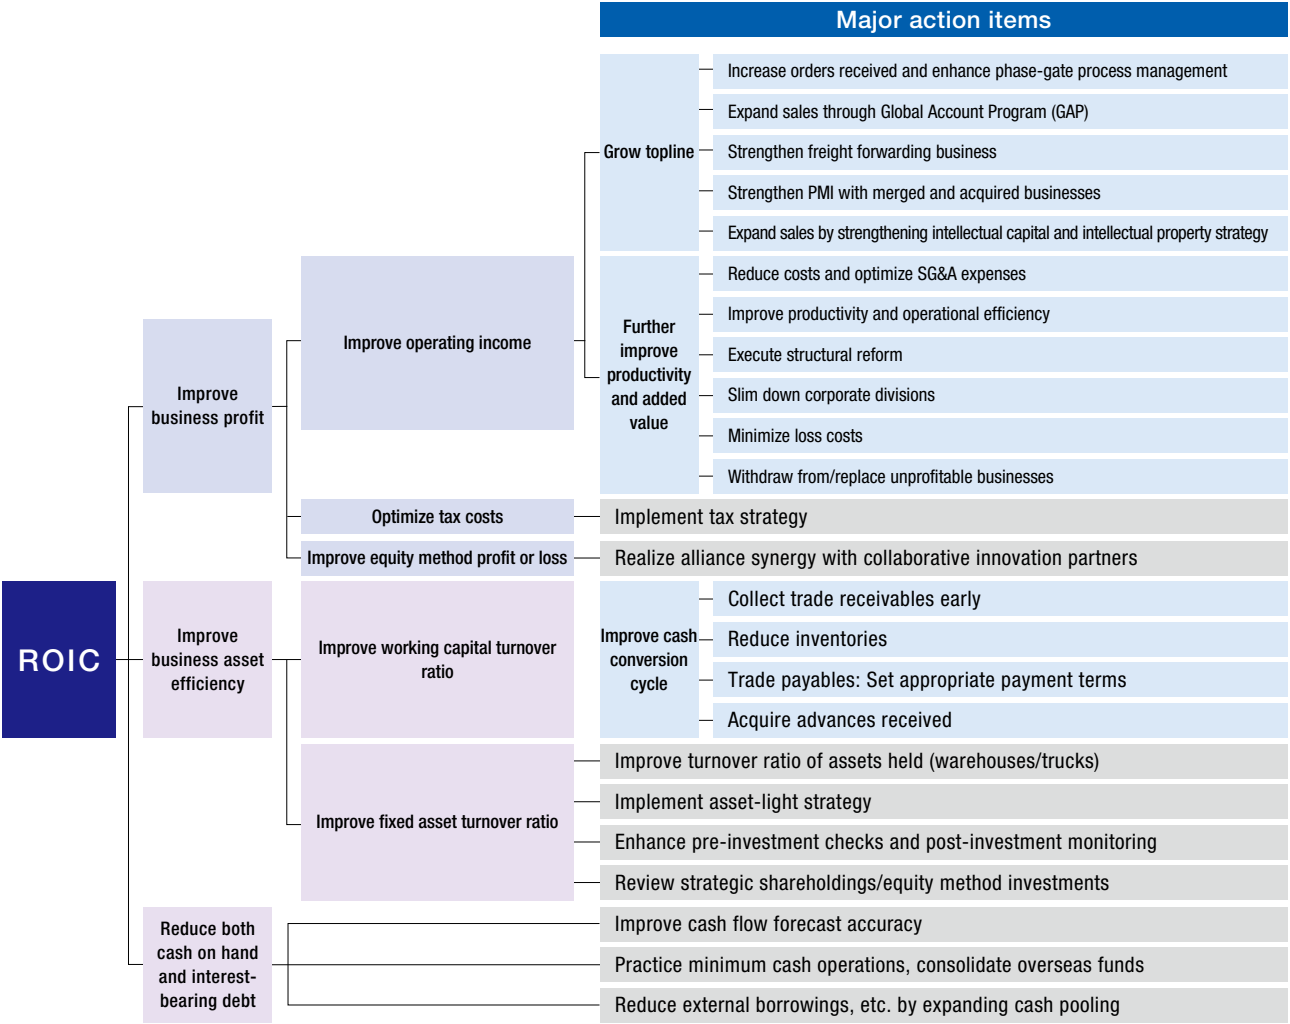 Major action items
ROIC
Improve
business profit
Improve operating income
Grow topline
Increase orders received and enhance phase-gate process management
Expand sales through Global Account Program (GAP)
Strengthen freight forwarding business
Strengthen PMI with merged and acquired businesses
Expand sales by strengthening intellectual capital and intellectual property strategy
Further
improve
productivity
and added
value
Reduce costs and optimize SG&A expenses
Improve productivity and operational efficiency
Execute structural reform
Slim down corporate divisions
Minimize loss costs
Withdraw from/replace unprofitable businesses
Optimize tax costs
Implement tax strategy
Improve equity method profit or loss
Realize alliance synergy with collaborative innovation partners
Improve
business asset
efficiency
Improve working capital turnover
ratio
Improve cash
conversion
cycle
Collect trade receivables early
Reduce inventories
Trade payables: Set appropriate payment terms
Acquire advances received
Improve fixed asset turnover ratio
Improve turnover ratio of assets held (warehouses/trucks)
Implement asset-light strategy
Enhance pre-investment checks and post-investment monitoring
Review strategic shareholdings/equity method investments
Reduce both
cash on hand
and interest-
bearing debt
Improve cash flow forecast accuracy
Practice minimum cash operations, consolidate overseas funds
Reduce external borrowings, etc. by expanding cash pooling